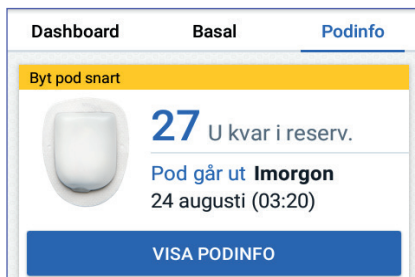 Dashboard Basal Podinfo
Byt pod snart
27 U kvar i reserv.
Pod går ut Imorgon
24 augusti (03:20)
VISA PODINFO